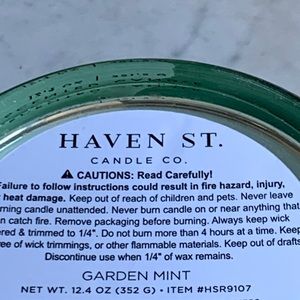 HAVEN ST.
CANDLE CO.
⚠ CAUTIONS: Read Carefully!
Failure to follow instructions could result in fire hazard, injury,
heat damage. Keep out of reach of children and pets. Never leave
rning candle unattended. Never burn candle on or near anything that
n catch fire. Remove packaging before burning. Always keep wick
ered & trimmed to 1/4". Do not burn more than 4 hours at a time. Keep
ree of wick trimmings, or other flammable materials. Keep out of drafts
Discontinue use when 1/4" of wax remains.
GARDEN MINT
NET WT. 12.4 OZ (352 G) • ITEM #HSR9107